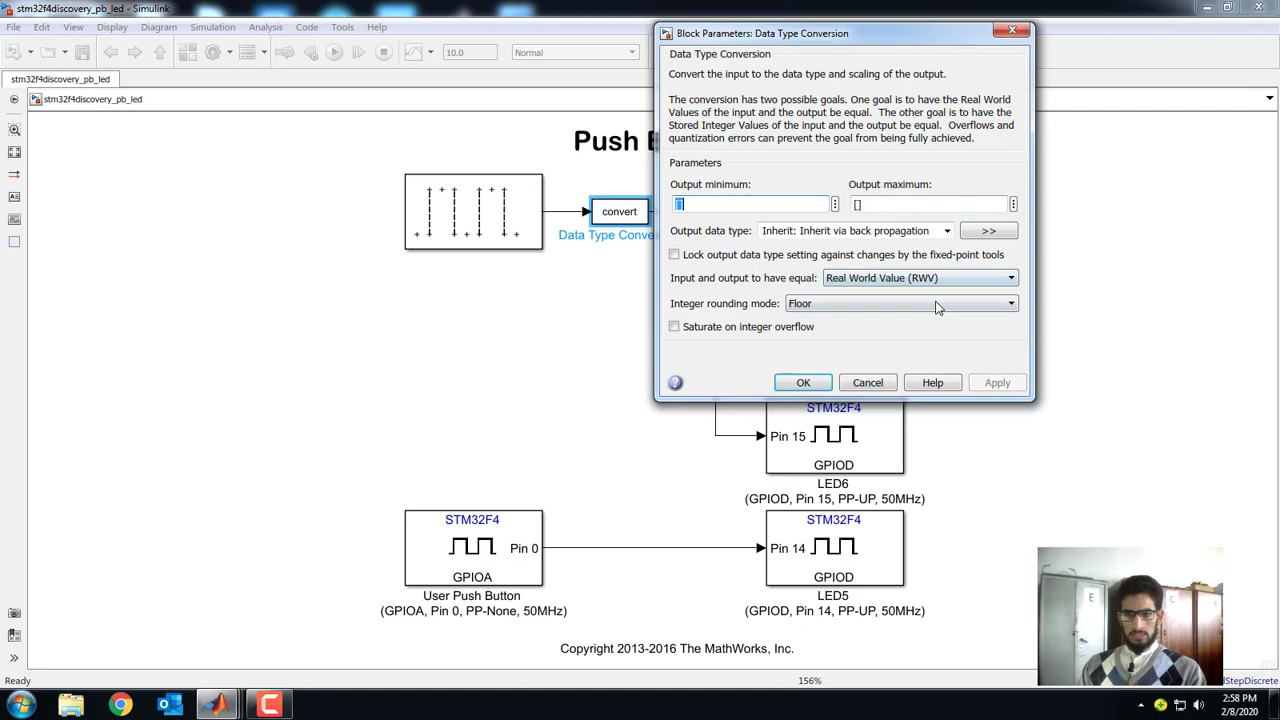 stm32f4discovery_pb_led - Simulink
File Edit View Display Diagram Simulation Analysis Code Tools Help
10.0 Normal
stm32f4discovery_pb_led
stm32f4discovery_pb_led
Push
convert
Data Type Conve
Block Parameters: Data Type Conversion
Data Type Conversion
Convert the input to the data type and scaling of the output.
The conversion has two possible goals. One goal is to have the Real World
Values of the input and the output be equal. The other goal is to have the
Stored Integer Values of the input and the output be equal. Overflows and
quantization errors can prevent the goal from being fully achieved.
Parameters
Output minimum: Output maximum:
[] []
Output data type: Inherit: Inherit via back propagation >>
Lock output data type setting against changes by the fixed-point tools
Input and output to have equal: Real World Value (RWV)
Integer rounding mode: Floor
Saturate on integer overflow
OK Cancel Help Apply
STM32F4
Pin 15
GPIOD
LED6
(GPIOD, Pin 15, PP-UP, 50MHz)
STM32F4
Pin 0
GPIOA
User Push Button
(GPIOA, Pin 0, PP-None, 50MHz)
STM32F4
Pin 14
GPIOD
LED5
(GPIOD, Pin 14, PP-UP, 50MHz)
Copyright 2013-2016 The MathWorks, Inc.
E C
Ready 156% StepDiscrete
2:58 PM
2/8/2020